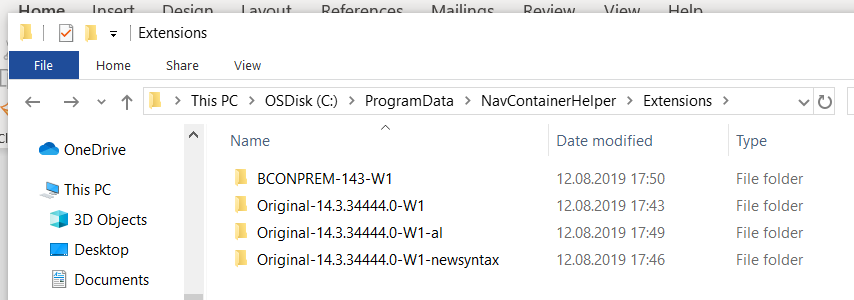 Home Insert Design Layout References Mailings Review View Help
Extensions
File Home Share View
This PC OSDisk (C:) ProgramData NavContainerHelper Extensions
Name Date modified Type
OneDrive
This PC
3D Objects
Desktop
Documents
BCONPREM-143-W1 12.08.2019 17:50 File folder
Original-14.3.34444.0-W1 12.08.2019 17:43 File folder
Original-14.3.34444.0-W1-al 12.08.2019 17:49 File folder
Original-14.3.34444.0-W1-newsyntax 12.08.2019 17:46 File folder